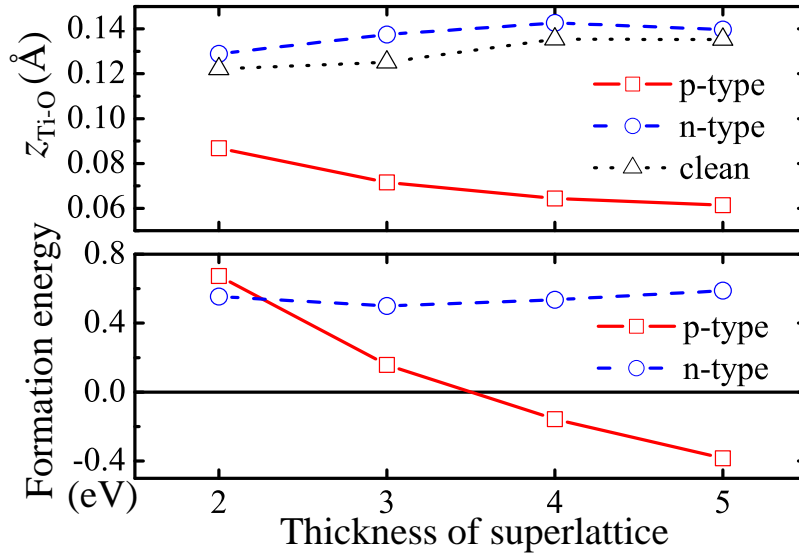 z Ti-O (Å)
0.14
0.12
0.10
0.08
0.06
p-type
n-type
clean
Formation energy
(eV)
0.8
0.4
0.0
-0.4
p-type
n-type
2 3 4 5
Thickness of superlattice